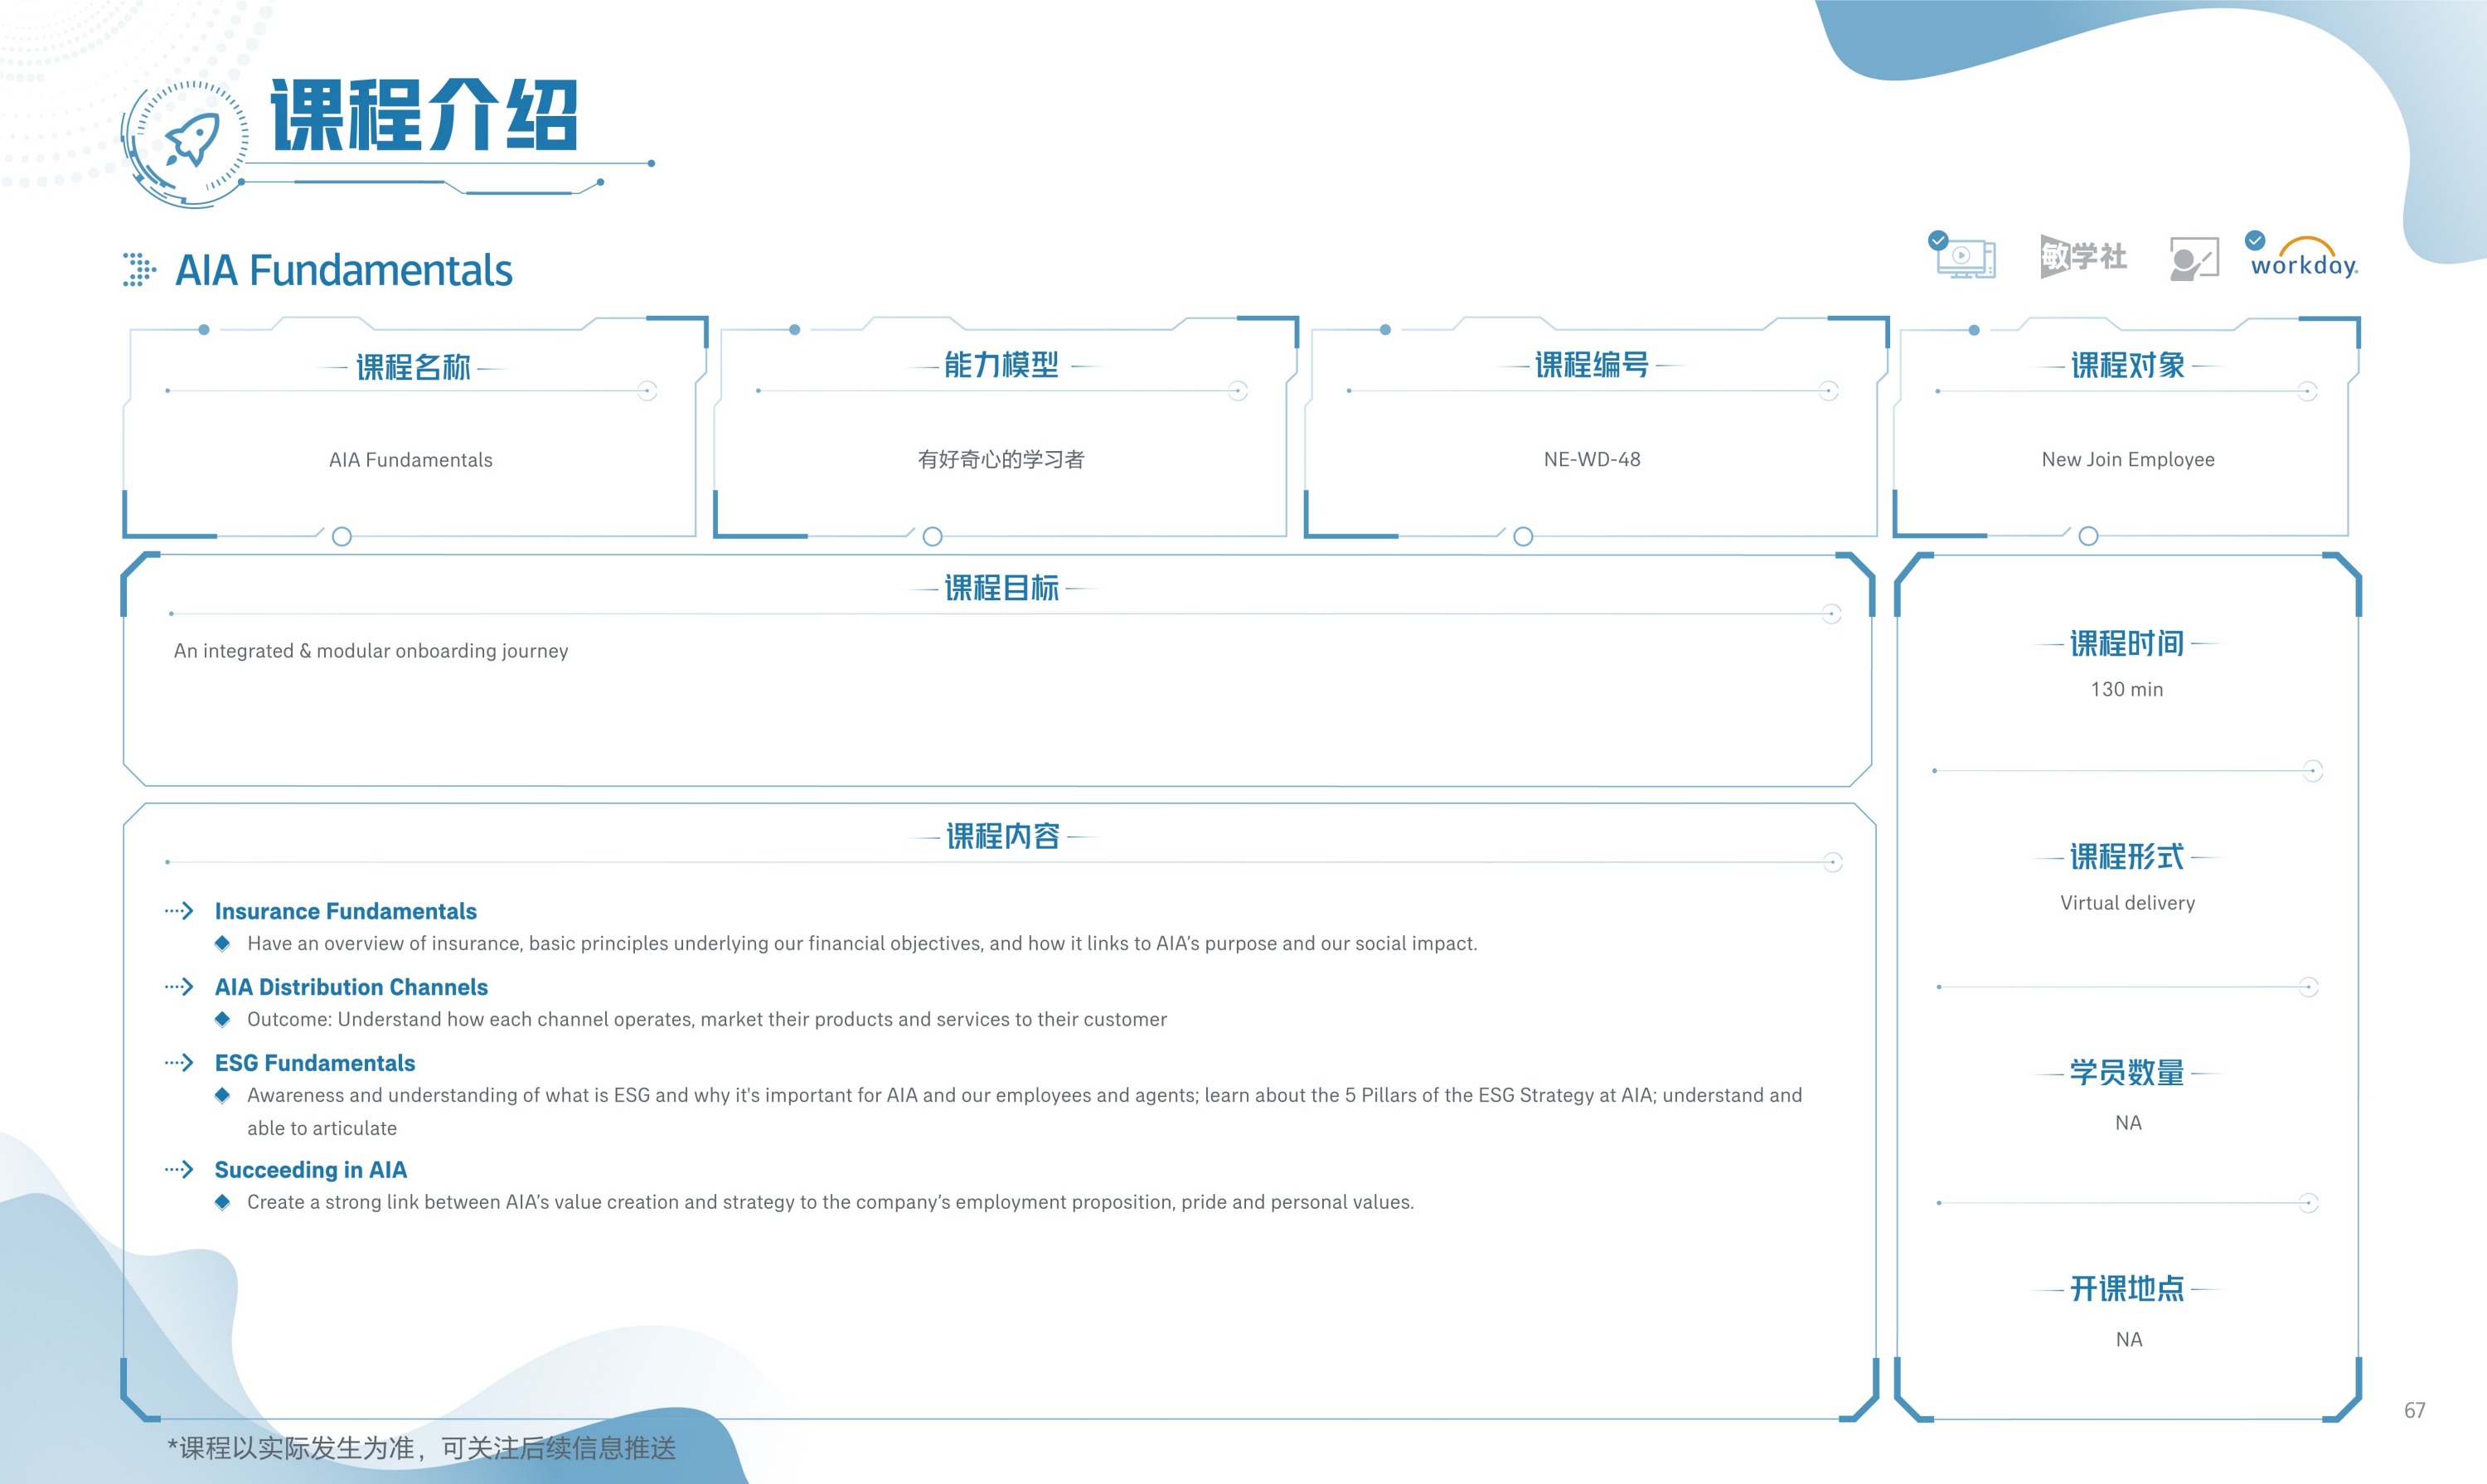 课程介绍
AIA Fundamentals
敏学社
workday.
课程名称
AIA Fundamentals
能力模型
有好奇心的学习者
课程编号
NE-WD-48
课程对象
New Join Employee
课程目标
An integrated & modular onboarding journey
课程内容
Insurance Fundamentals
Have an overview of insurance, basic principles underlying our financial objectives, and how it links to AIA’s purpose and our social impact.
AIA Distribution Channels
Outcome: Understand how each channel operates, market their products and services to their customer
ESG Fundamentals
Awareness and understanding of what is ESG and why it's important for AIA and our employees and agents; learn about the 5 Pillars of the ESG Strategy at AIA; understand and
able to articulate
Succeeding in AIA
Create a strong link between AIA’s value creation and strategy to the company’s employment proposition, pride and personal values.
课程时间
130 min
课程形式
Virtual delivery
学员数量
NA
开课地点
NA
67
*课程以实际发生为准，可关注后续信息推送